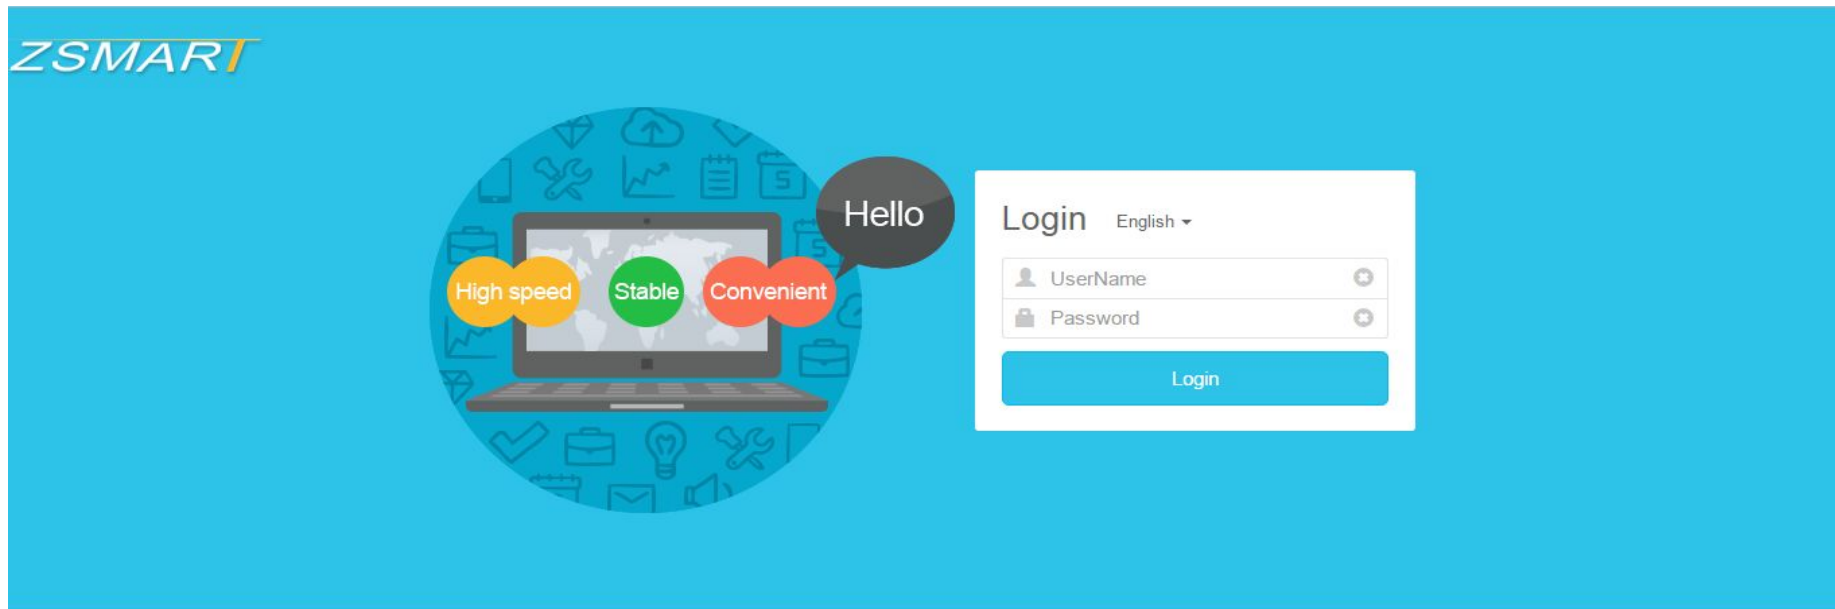 ZSMART
Hello
High speed
Stable
Convenient
Login
English
UserName
Password
Login